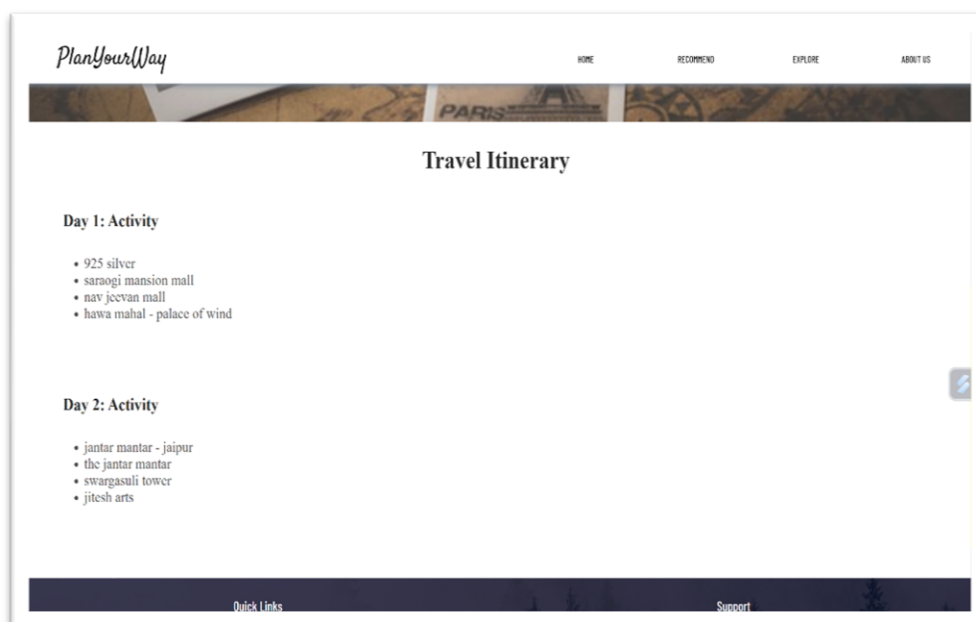 PlanYourWay
HOME RECOMMEND EXPLORE ABOUT US
PARIS
Travel Itinerary
Day 1: Activity
• 925 silver
• saraogi mansion mall
• nav jeevan mall
• hawa mahal - palace of wind
Day 2: Activity
• jantar mantar - jaipur
• the jantar mantar
• swargasuli tower
• jitesh arts
Quick Links Support